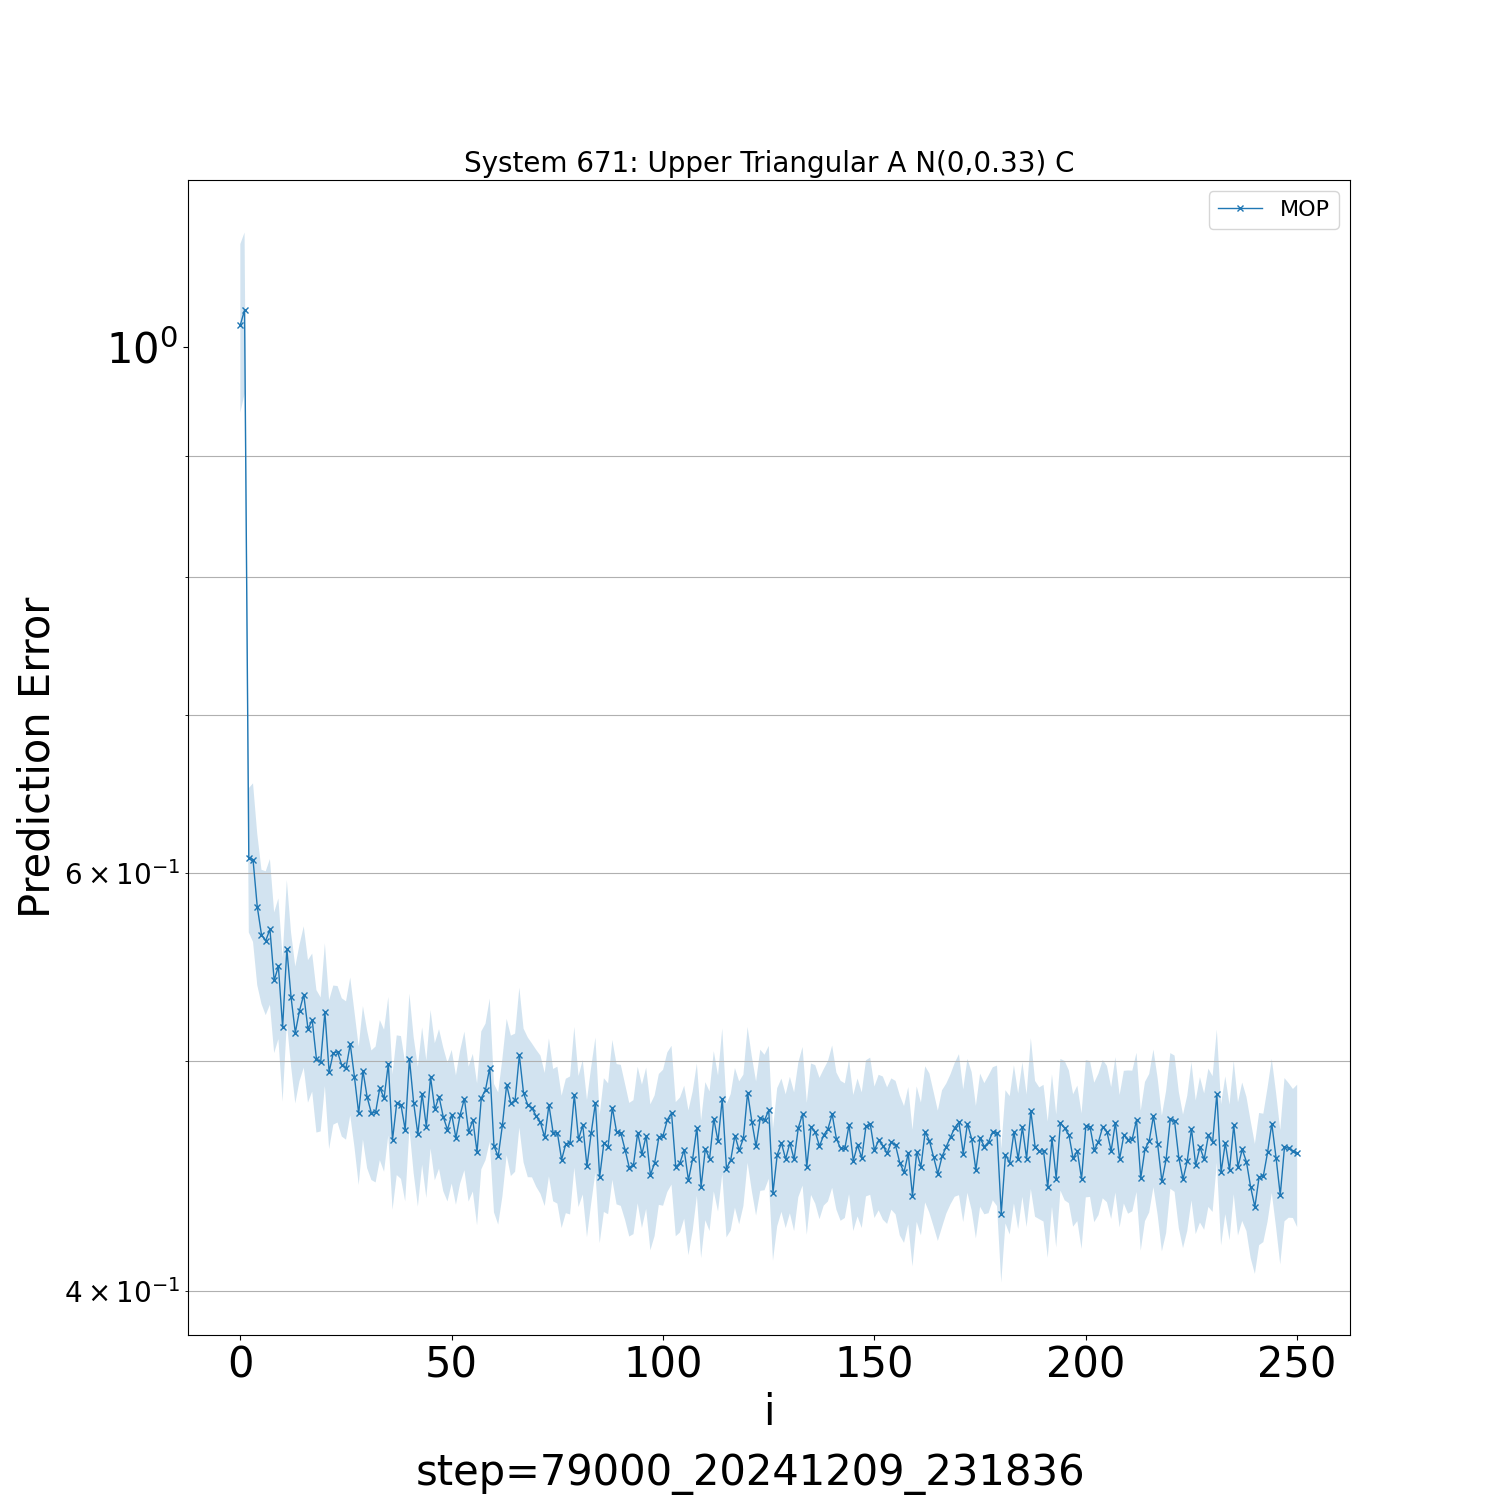 System 671: Upper Triangular A N(0,0.33) C
MOP
10⁰
6 × 10⁻¹
4 × 10⁻¹
Prediction Error
0 50 100 150 200 250
i
step=79000_20241209_231836